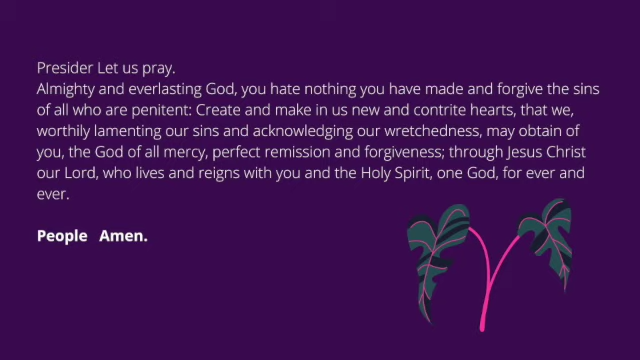 Presider Let us pray.
Almighty and everlasting God, you hate nothing you have made and forgive the sins
of all who are penitent: Create and make in us new and contrite hearts, that we,
worthily lamenting our sins and acknowledging our wretchedness, may obtain of
you, the God of all mercy, perfect remission and forgiveness; through Jesus Christ
our Lord, who lives and reigns with you and the Holy Spirit, one God, for ever and
ever.
People Amen.